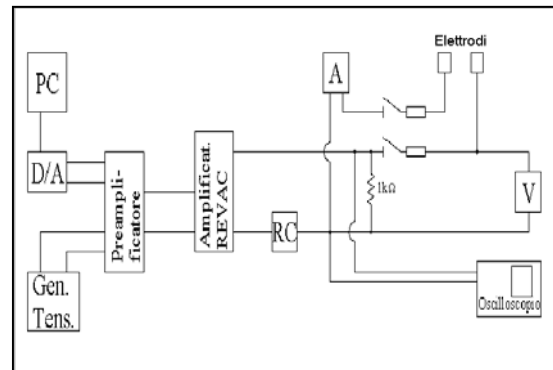 Elettrodi
PC
A
D/A
Preampli-
ficatore
Amplificat.
REVAC
1kΩ
RC
V
Gen.
Tens.
Oscilloscopio